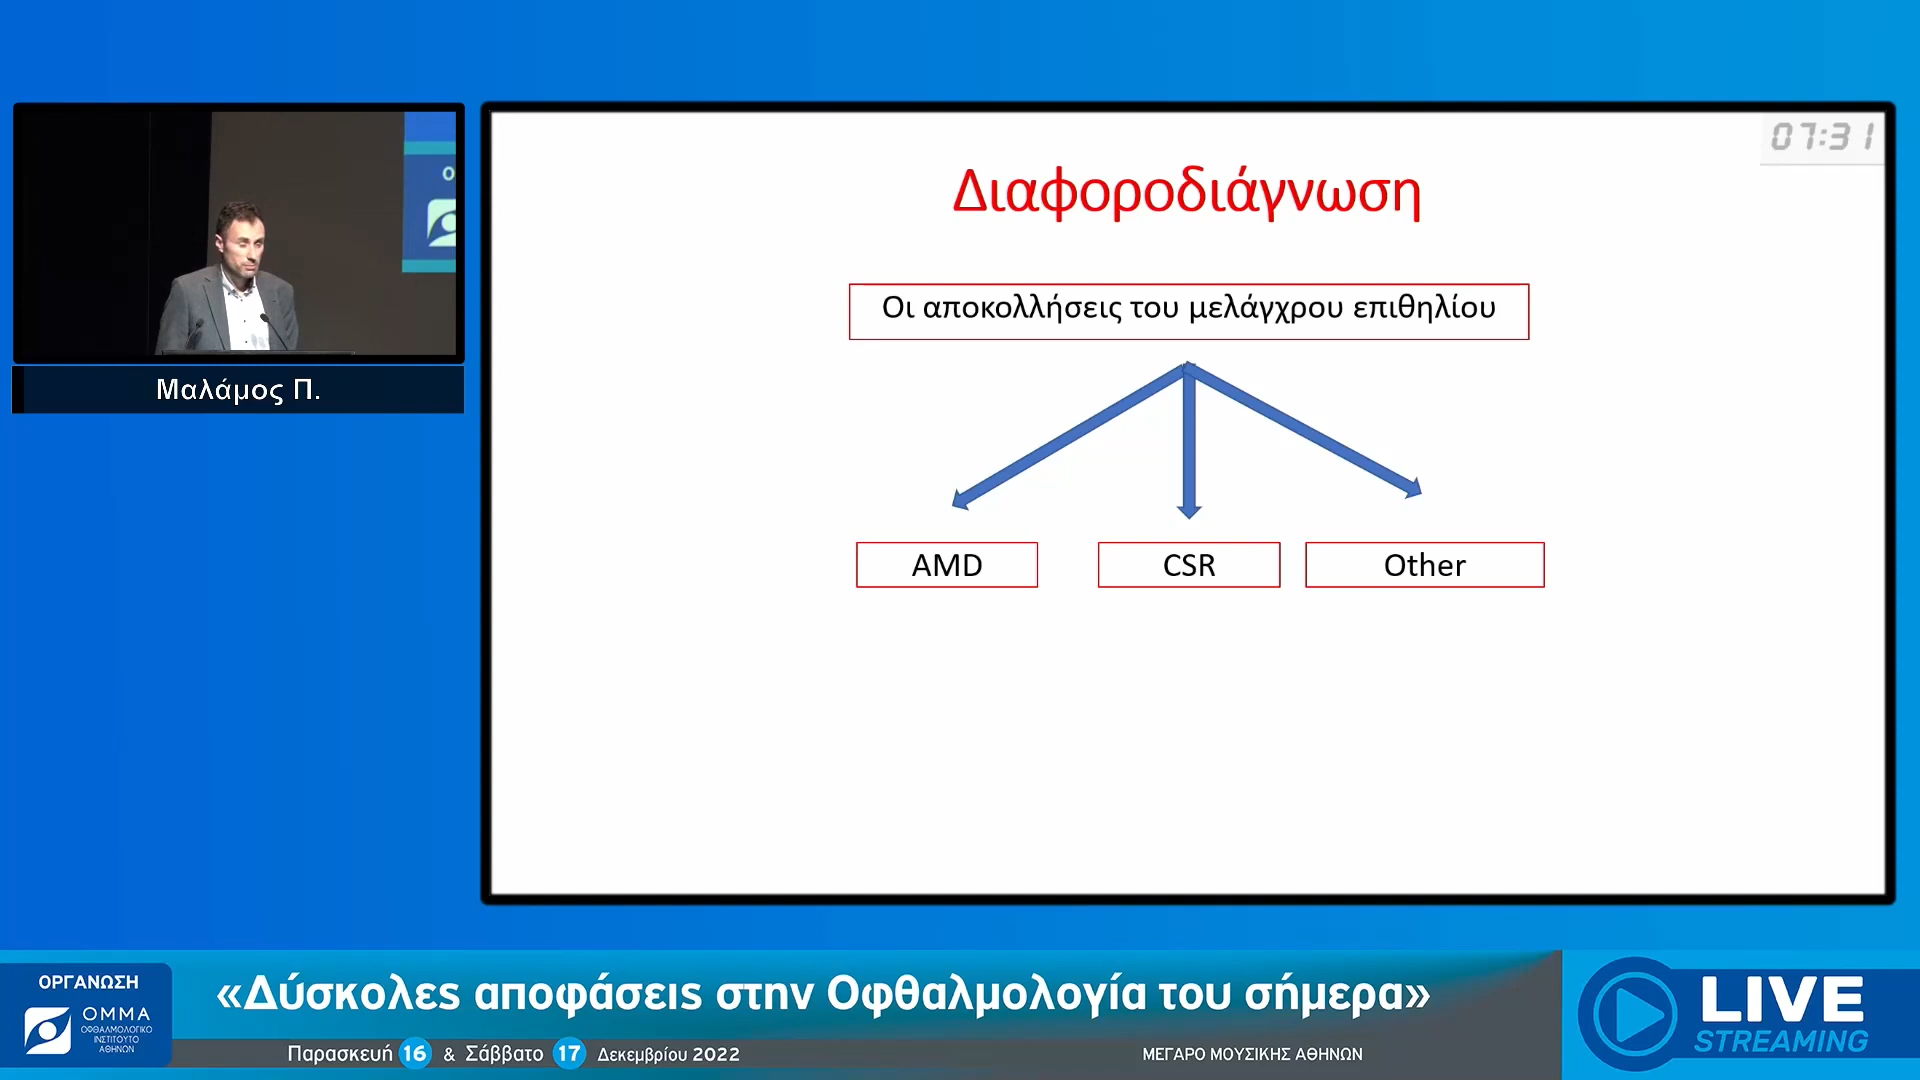 07:31
Διαφοροδιάγνωση
Οι αποκολλήσεις του μελάγχρου επιθηλίου
AMD
CSR
Other
Μαλάμος Π.
ΟΡΓΑΝΩΣΗ
ΟΜΜΑ
ΟΦΘΑΛΜΟΛΟΓΙΚΟ
ΙΝΣΤΙΤΟΥΤΟ
ΑΘΗΝΩΝ
«Δύσκολες αποφάσεις στην Οφθαλμολογία του σήμερα»
Παρασκευή 16 & Σάββατο 17 Δεκεμβρίου 2022
ΜΕΓΑΡΟ ΜΟΥΣΙΚΗΣ ΑΘΗΝΩΝ
LIVE
STREAMING